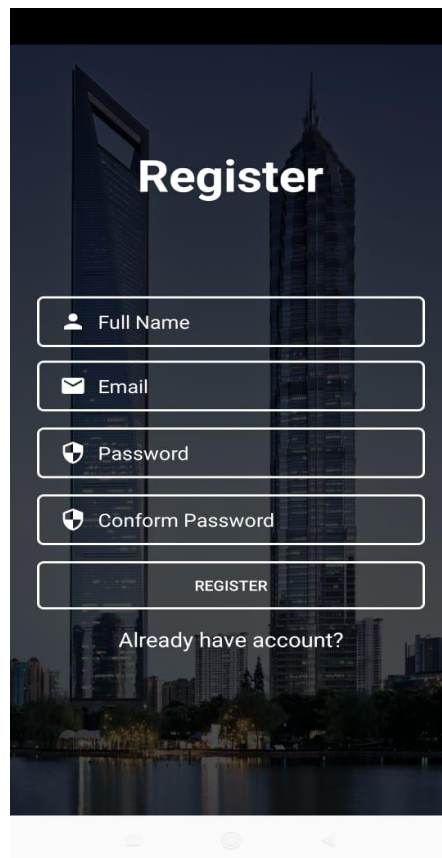 Register
Full Name
Email
Password
Conform Password
REGISTER
Already have account?